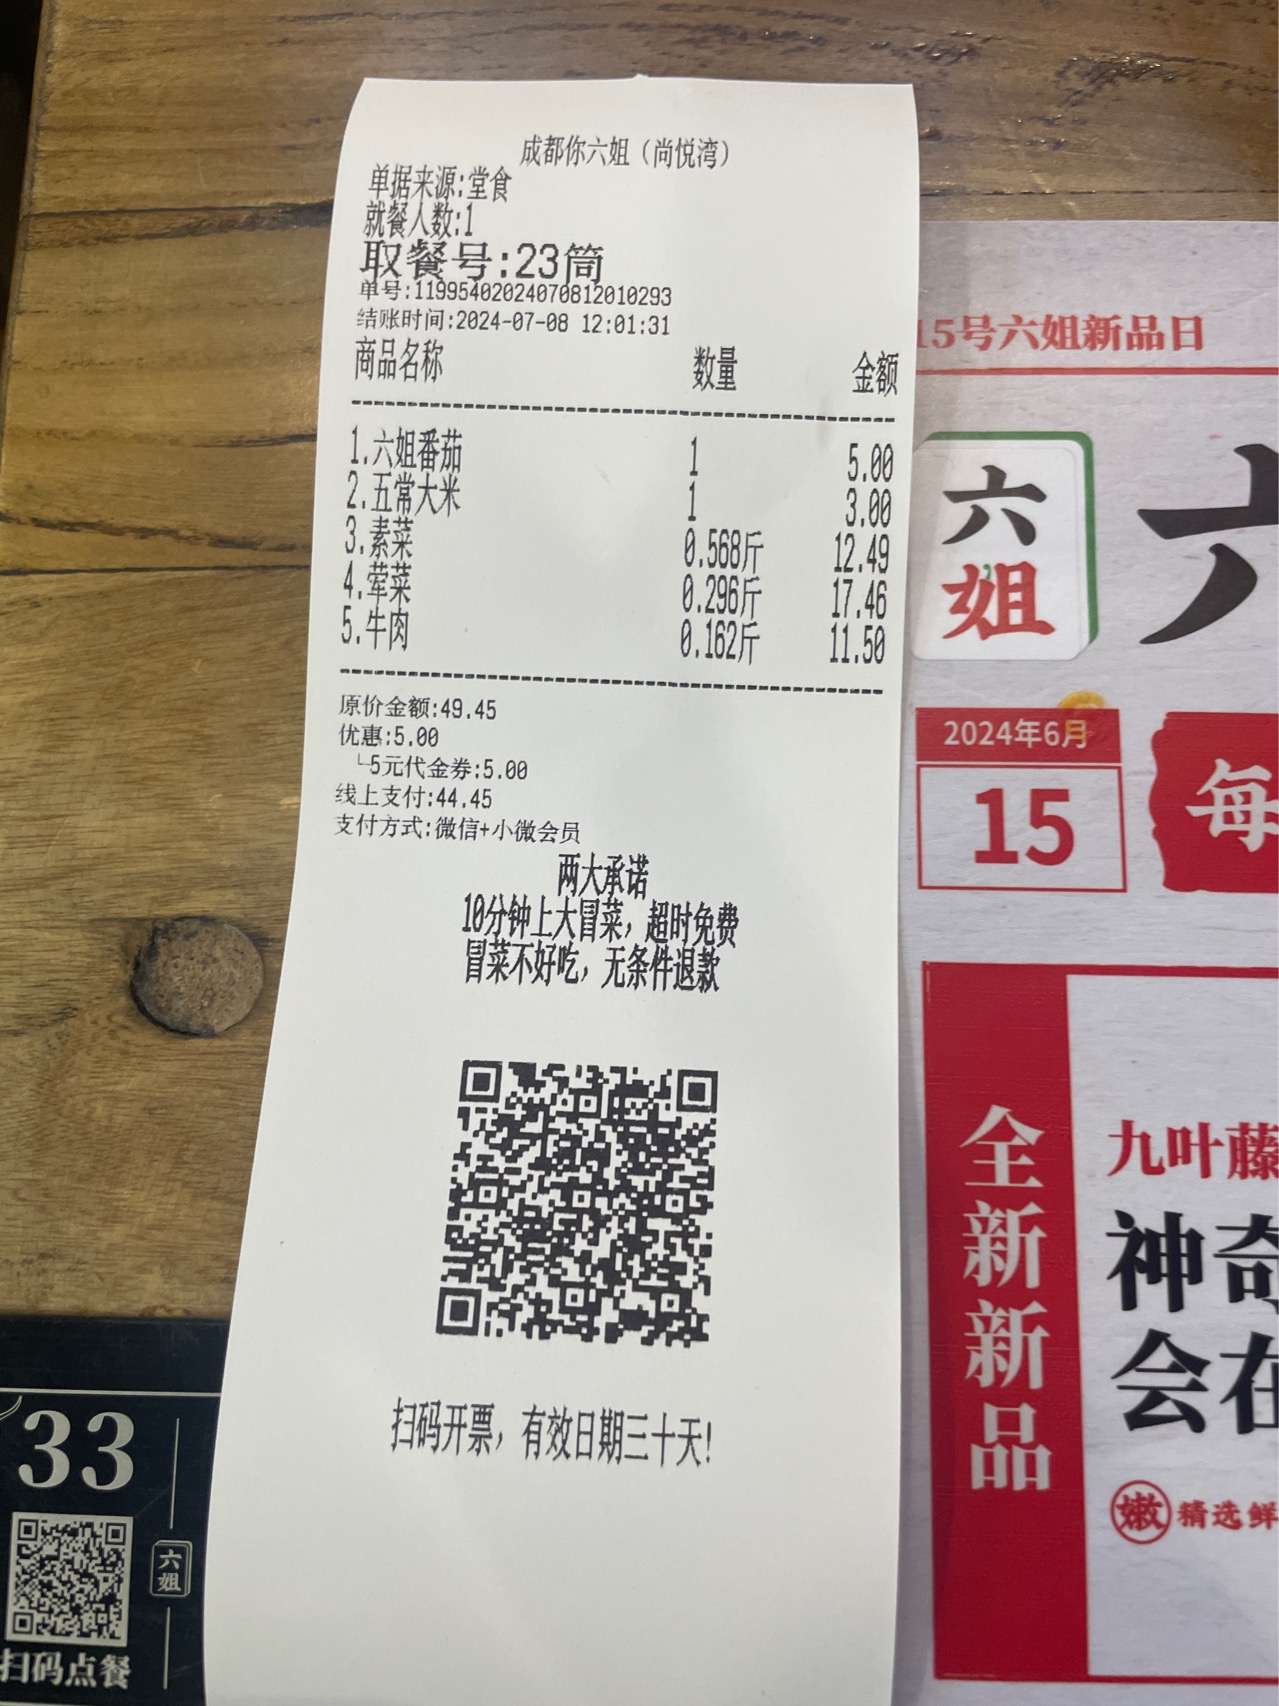 成都你六姐（尚悦湾）
单据来源:堂食
就餐人数:1
取餐号:23筒
单号:11995402024070812010293
结账时间:2024-07-08 12:01:31
商品名称 数量 金额
1.六姐番茄 1 5.00
2.五常大米 1 3.00
3.素菜 0.568斤 12.49
4.荤菜 0.296斤 17.46
5.牛肉 0.162斤 11.50
原价金额:49.45
优惠:5.00
└5元代金券:5.00
线上支付:44.45
支付方式:微信+小微会员
两大承诺
10分钟上大冒菜，超时免费
冒菜不好吃，无条件退款
扫码开票，有效日期三十天!
15号六姐新品日
六姐
六
2024年6月
15
每
全新新品
九叶藤
神奇
会在
嫩 精选鲜
33
六姐
扫码点餐